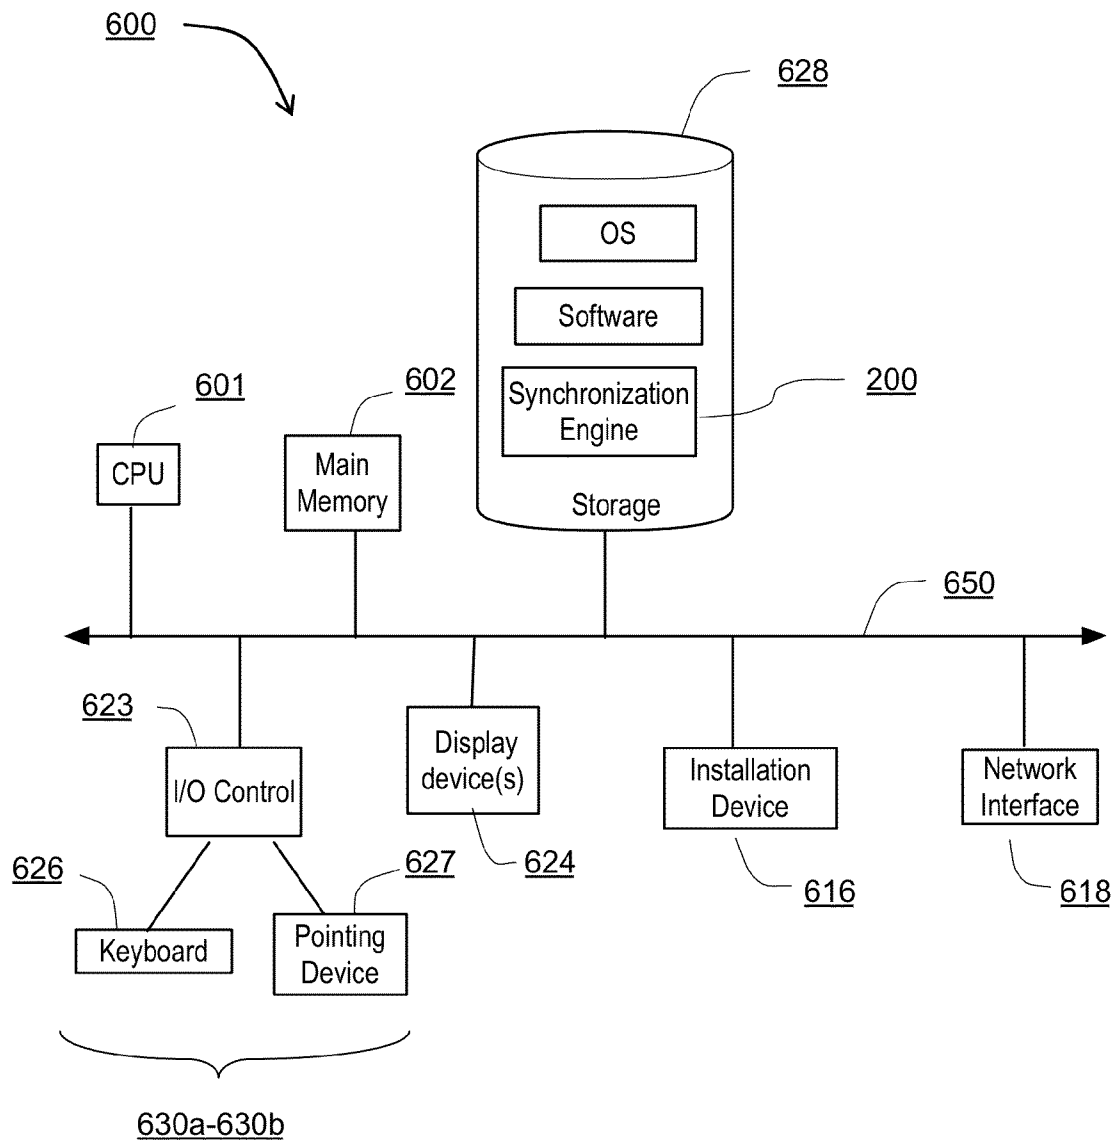 600
628
OS
Software
Synchronization
Engine
200
Storage
601
CPU
602
Main
Memory
650
623
I/O Control
Display
device(s)
624
Installation
Device
616
Network
Interface
618
626
Keyboard
627
Pointing
Device
630a-630b